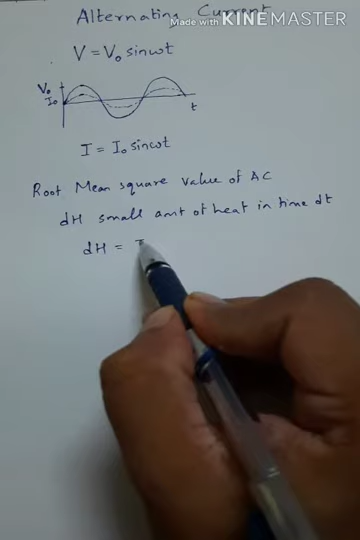 Alternating Current
Made with KINEMASTER
V = V₀ sinωt
V₀
I₀
t
I = I₀ sinωt
Root Mean square value of AC
dH small amt of heat in time dt
dH = I